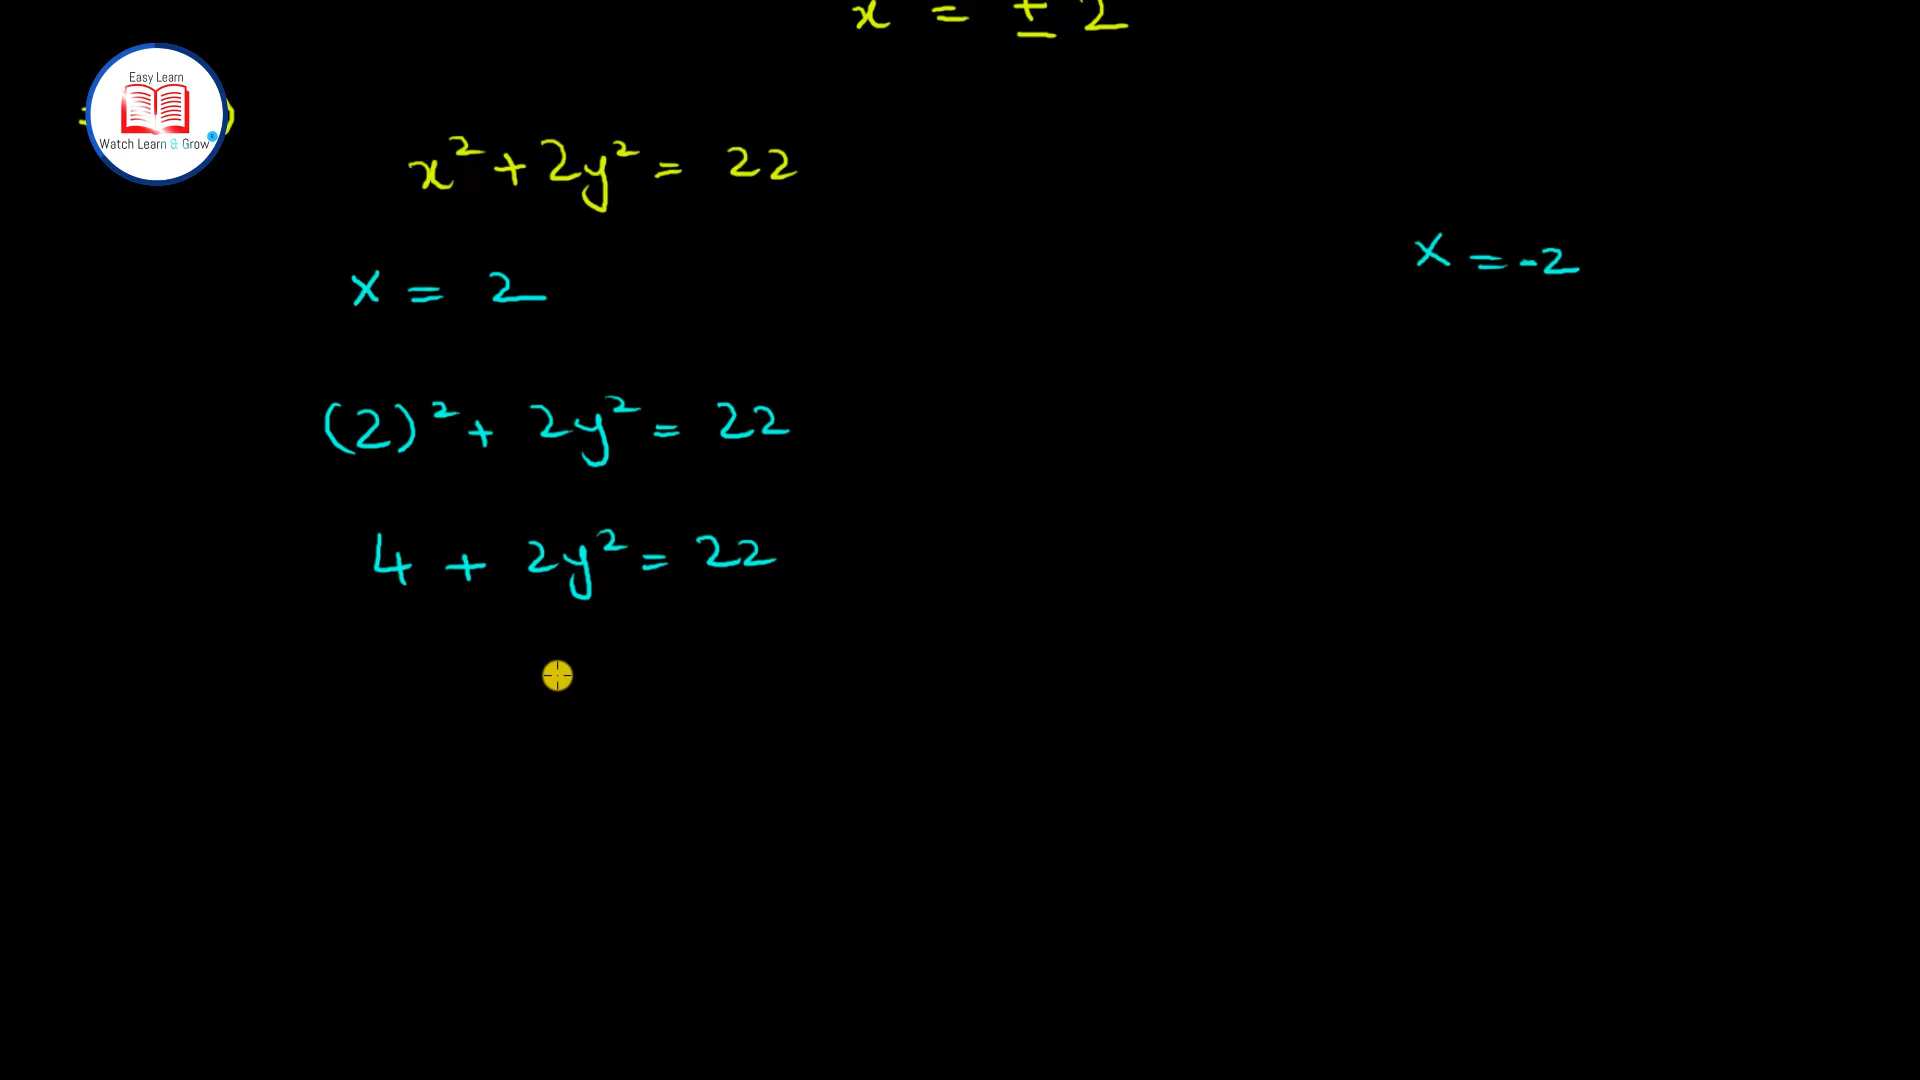 x = ± 2
Easy Learn
Watch Learn & Grow
)
x² + 2y² = 22
x = 2
x = -2
(2)² + 2y² = 22
4 + 2y² = 22